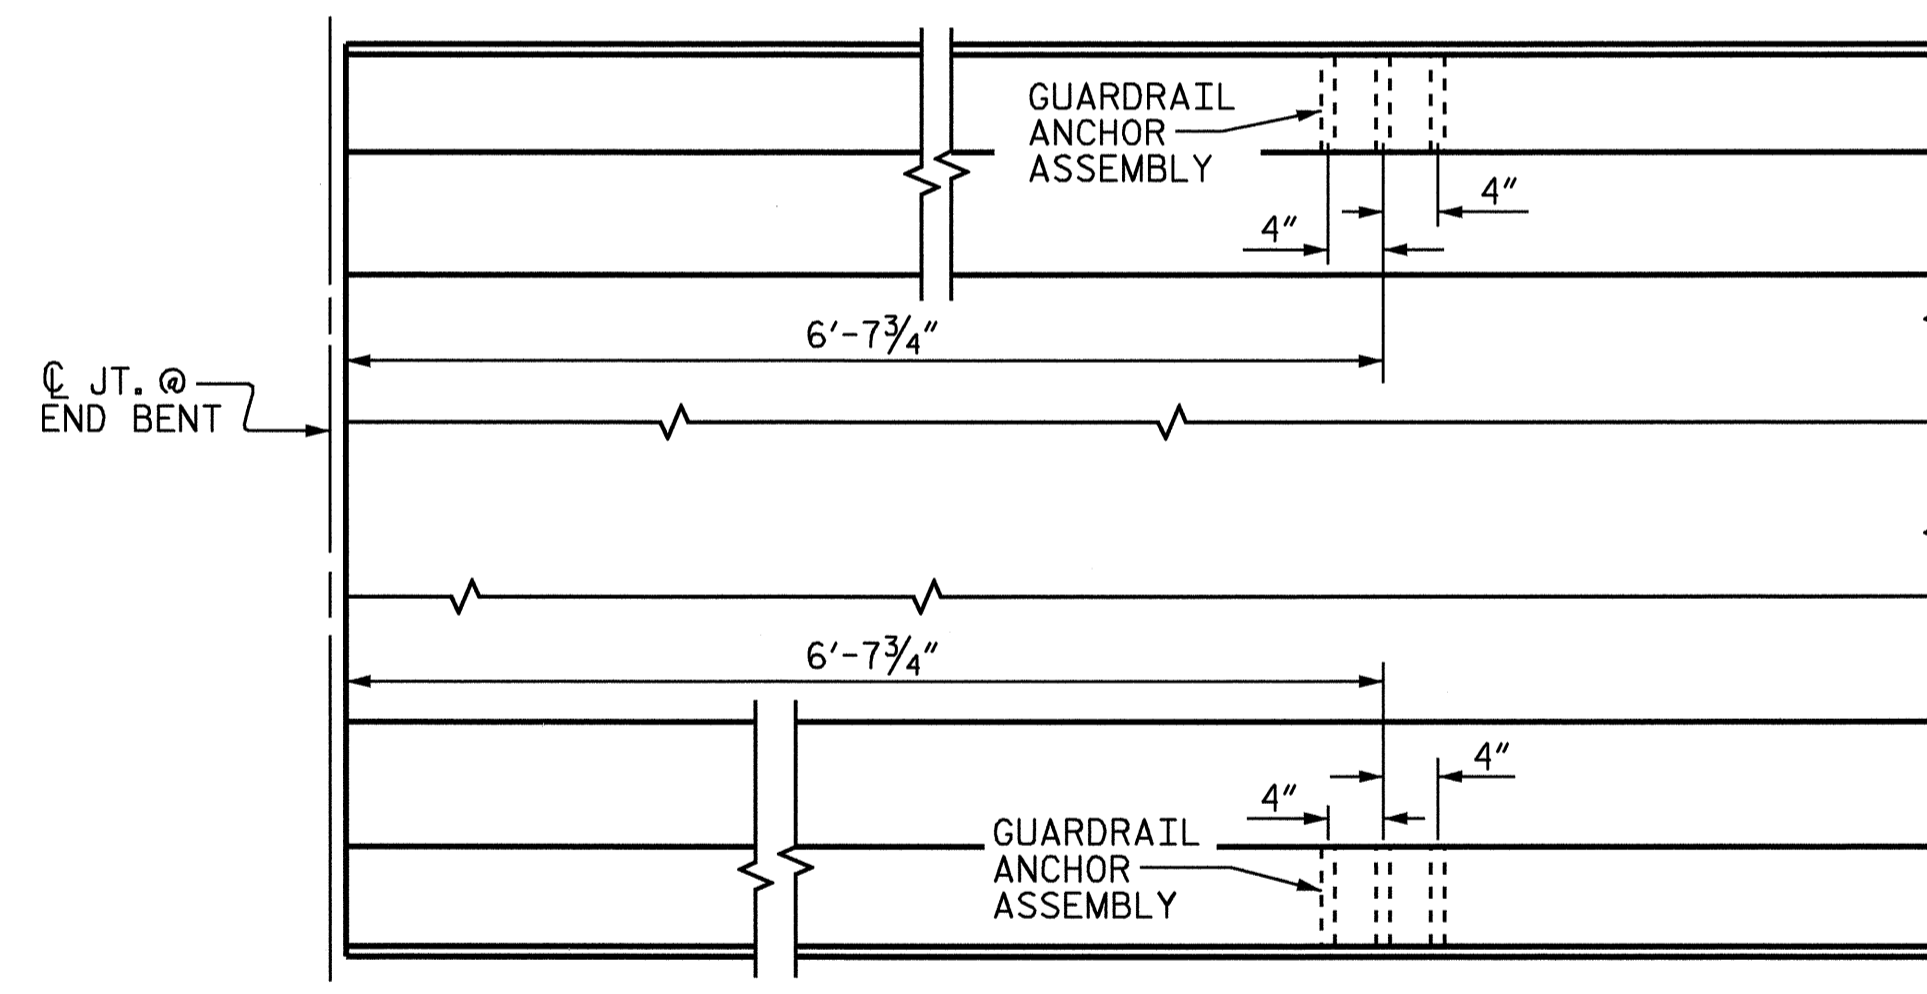 GUARDRAIL
ANCHOR
ASSEMBLY
4"
4"
6'-7¾"
℄ JT. @
END BENT
6'-7¾"
4"
4"
GUARDRAIL
ANCHOR
ASSEMBLY